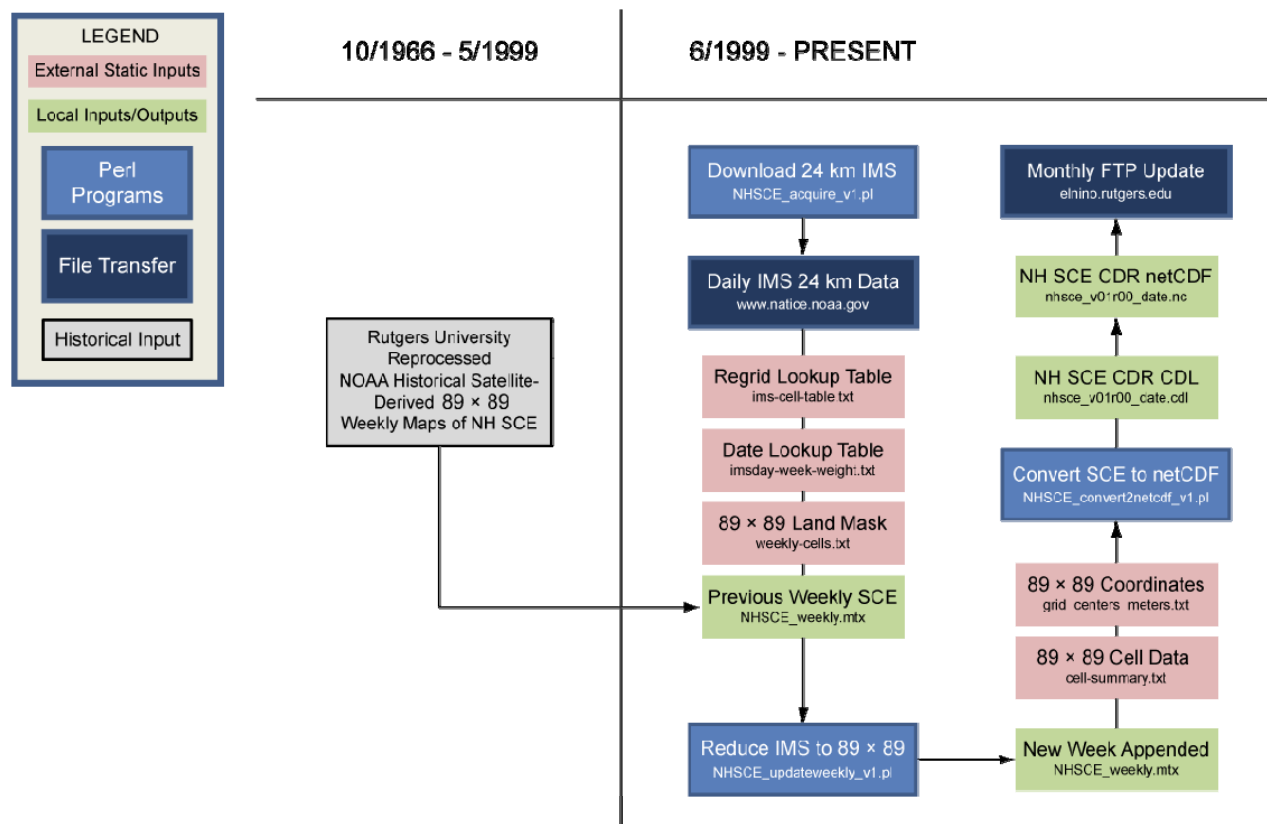 LEGEND
External Static Inputs
Local Inputs/Outputs
Perl
Programs
File Transfer
Historical Input
10/1966 - 5/1999
6/1999 - PRESENT
Rutgers University
Reprocessed
NOAA Historical Satellite-
Derived 89 × 89
Weekly Maps of NH SCE
Download 24 km IMS
NHSCE_acquire_v1.pl
Daily IMS 24 km Data
www.natice.noaa.gov
Regrid Lookup Table
ims-cell-table.txt
Date Lookup Table
imsday-week-weight.txt
89 × 89 Land Mask
weekly-cells.txt
Previous Weekly SCE
NHSCE_weekly.mtx
Reduce IMS to 89 × 89
NHSCE_updateweekly_v1.pl
Monthly FTP Update
elnino.rutgers.edu
NH SCE CDR netCDF
nhsce_v01r00_date.nc
NH SCE CDR CDL
nhsce_v01r00_date.cdl
Convert SCE to netCDF
NHSCE_convert2netcdf_v1.pl
89 × 89 Coordinates
grid_centers_meters.txt
89 × 89 Cell Data
cell-summary.txt
New Week Appended
NHSCE_weekly.mtx